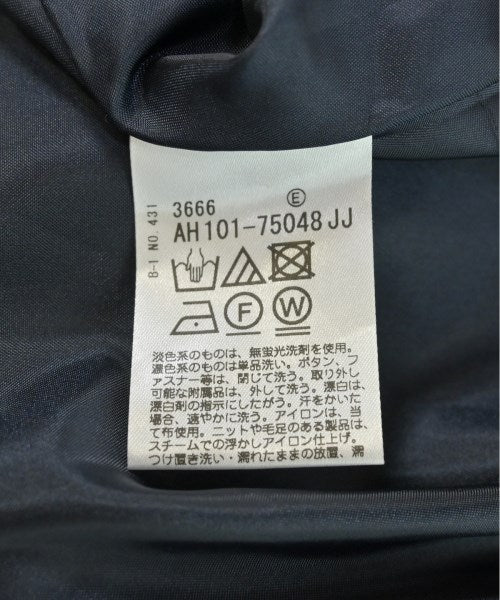 B-1 NO. 431
3666
E
AH101-75048JJ
F
W
淡色系のものは、無蛍光洗剤を使用。
濃色系のものは単品洗い。ボタン、フ
ァスナー等は、閉じて洗う。取り外し
可能な附属品は、外して洗う。漂白は、
漂白剤の指示にしたがう。汗をかいた
場合、速やかに洗う。アイロンは、当
て布使用。ニットや毛足のある製品は、
スチームでの浮かしアイロン仕上げ。
つけ置き洗い・濡れたままの放置、濡